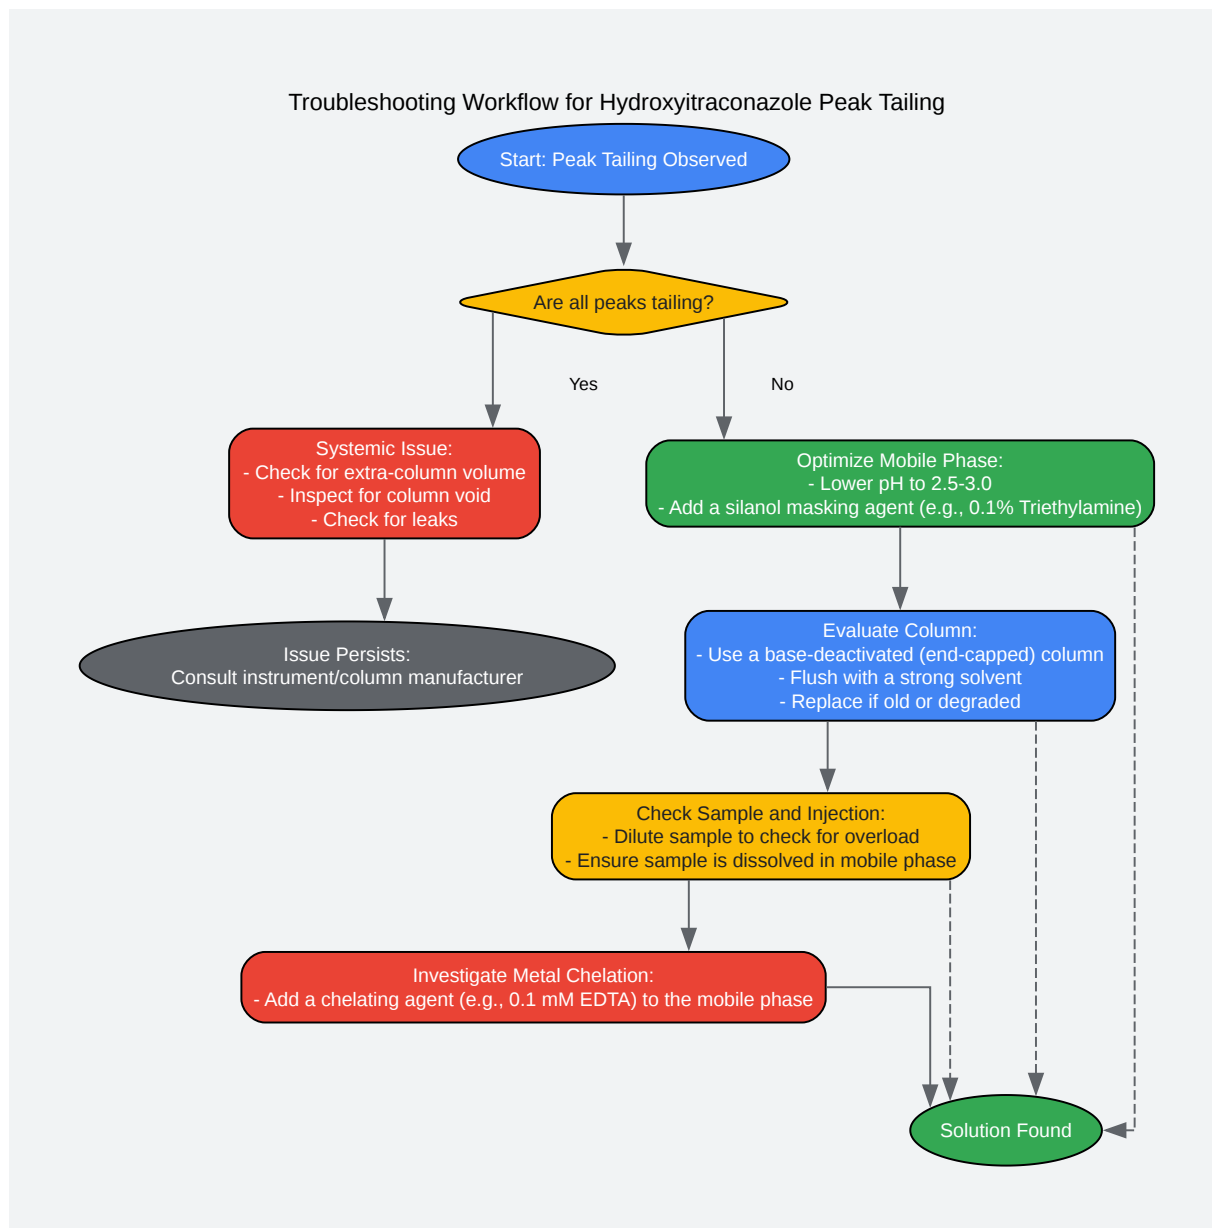 Troubleshooting Workflow for Hydroxyitraconazole Peak Tailing
Start: Peak Tailing Observed
Are all peaks tailing?
Yes
No
Systemic Issue:
- Check for extra-column volume
- Inspect for column void
- Check for leaks
Optimize Mobile Phase:
- Lower pH to 2.5-3.0
- Add a silanol masking agent (e.g., 0.1% Triethylamine)
Issue Persists:
Consult instrument/column manufacturer
Evaluate Column:
- Use a base-deactivated (end-capped) column
- Flush with a strong solvent
- Replace if old or degraded
Check Sample and Injection:
- Dilute sample to check for overload
- Ensure sample is dissolved in mobile phase
Investigate Metal Chelation:
- Add a chelating agent (e.g., 0.1 mM EDTA) to the mobile phase
Solution Found